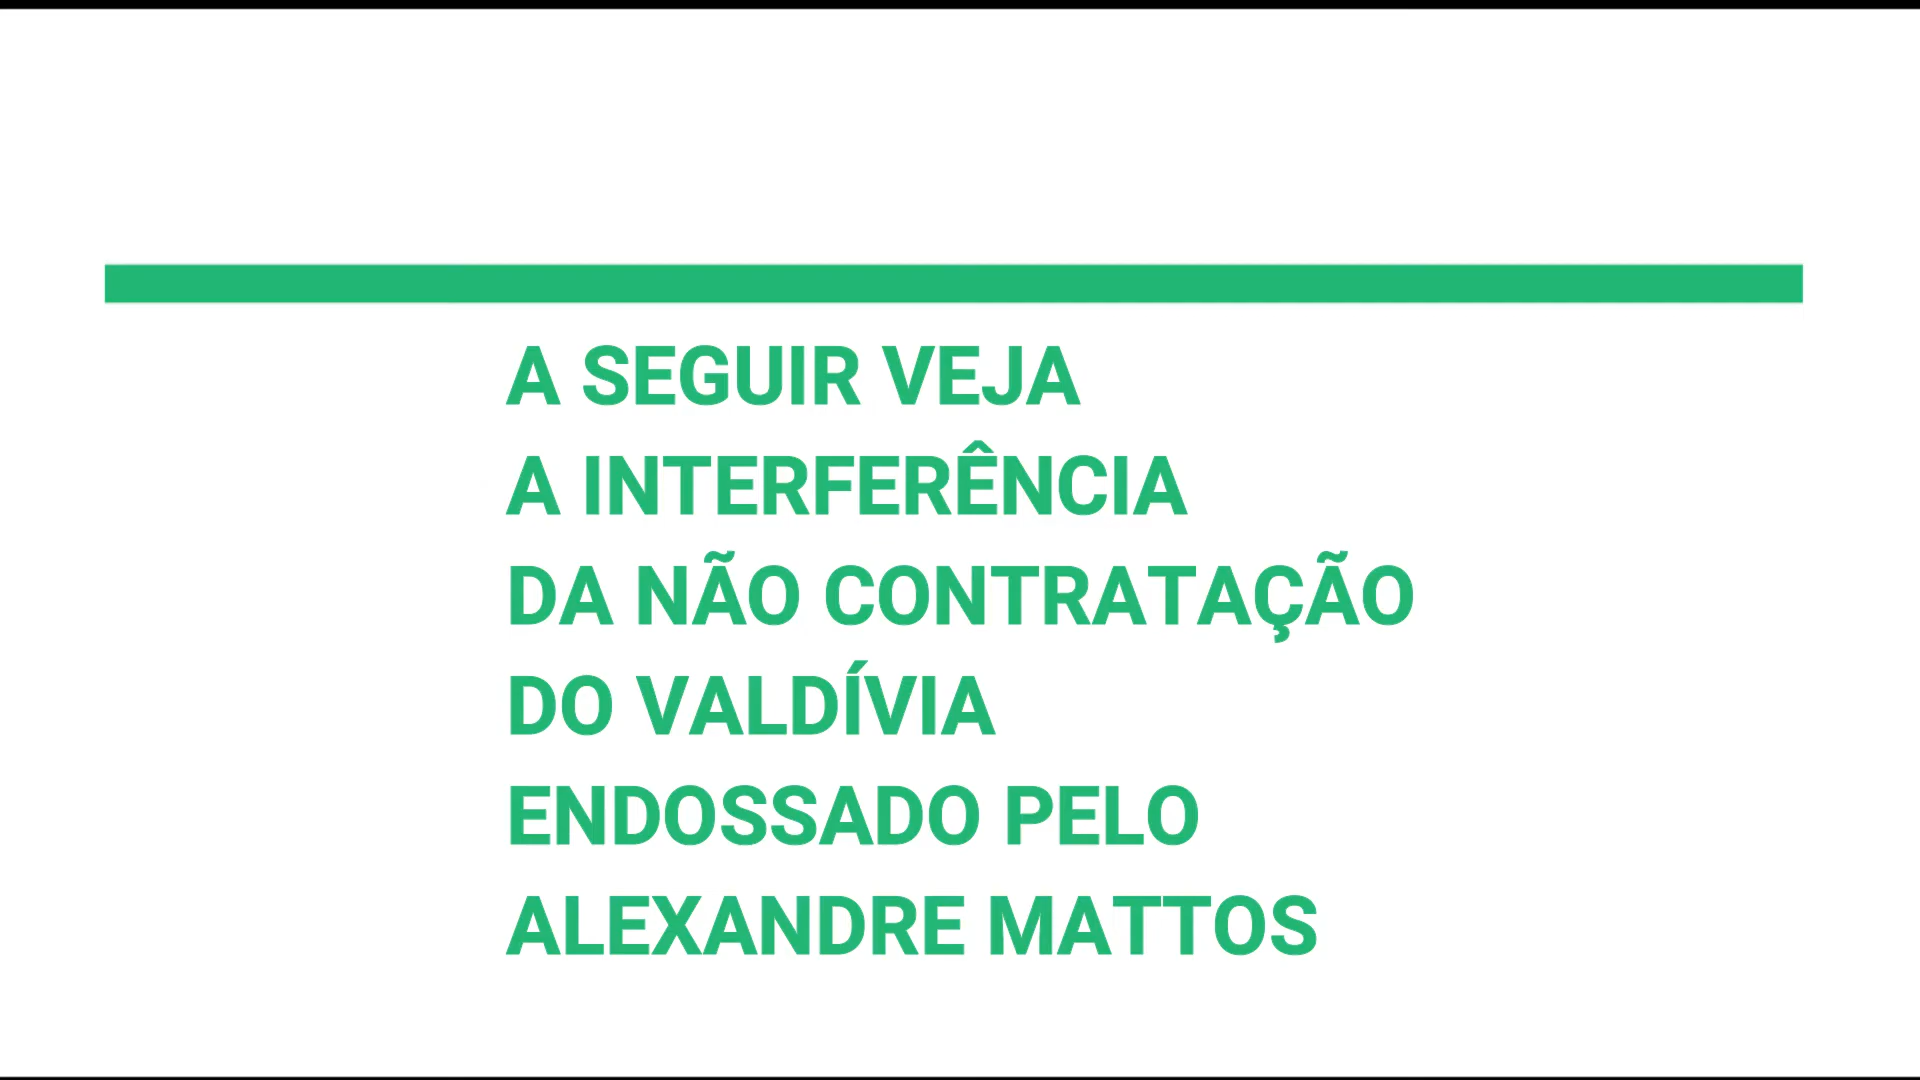 A SEGUIR VEJA
A INTERFERÊNCIA
DA NÃO CONTRATAÇÃO
DO VALDÍVIA
ENDOSSADO PELO
ALEXANDRE MATTOS